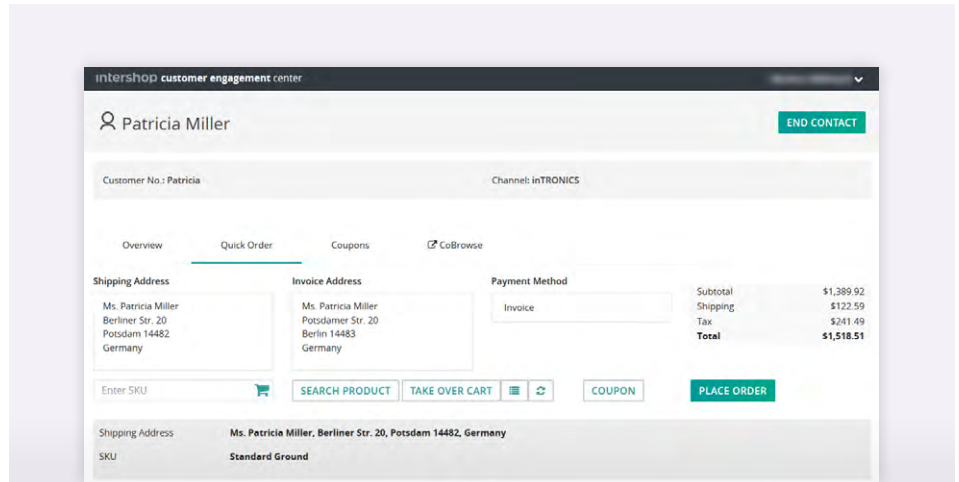 intershop customer engagement center
Patricia Miller
END CONTACT
Customer No.: Patricia
Channel: inTRONICS
Overview
Quick Order
Coupons
CoBrowse
Shipping Address
Ms. Patricia Miller
Berliner Str. 20
Potsdam 14482
Germany
Invoice Address
Ms. Patricia Miller
Potsdamer Str. 20
Berlin 14483
Germany
Payment Method
Invoice
Subtotal $1,389.92
Shipping $122.59
Tax $241.49
Total $1,518.51
Enter SKU
SEARCH PRODUCT
TAKE OVER CART
COUPON
PLACE ORDER
Shipping Address Ms. Patricia Miller, Berliner Str. 20, Potsdam 14482, Germany
SKU Standard Ground